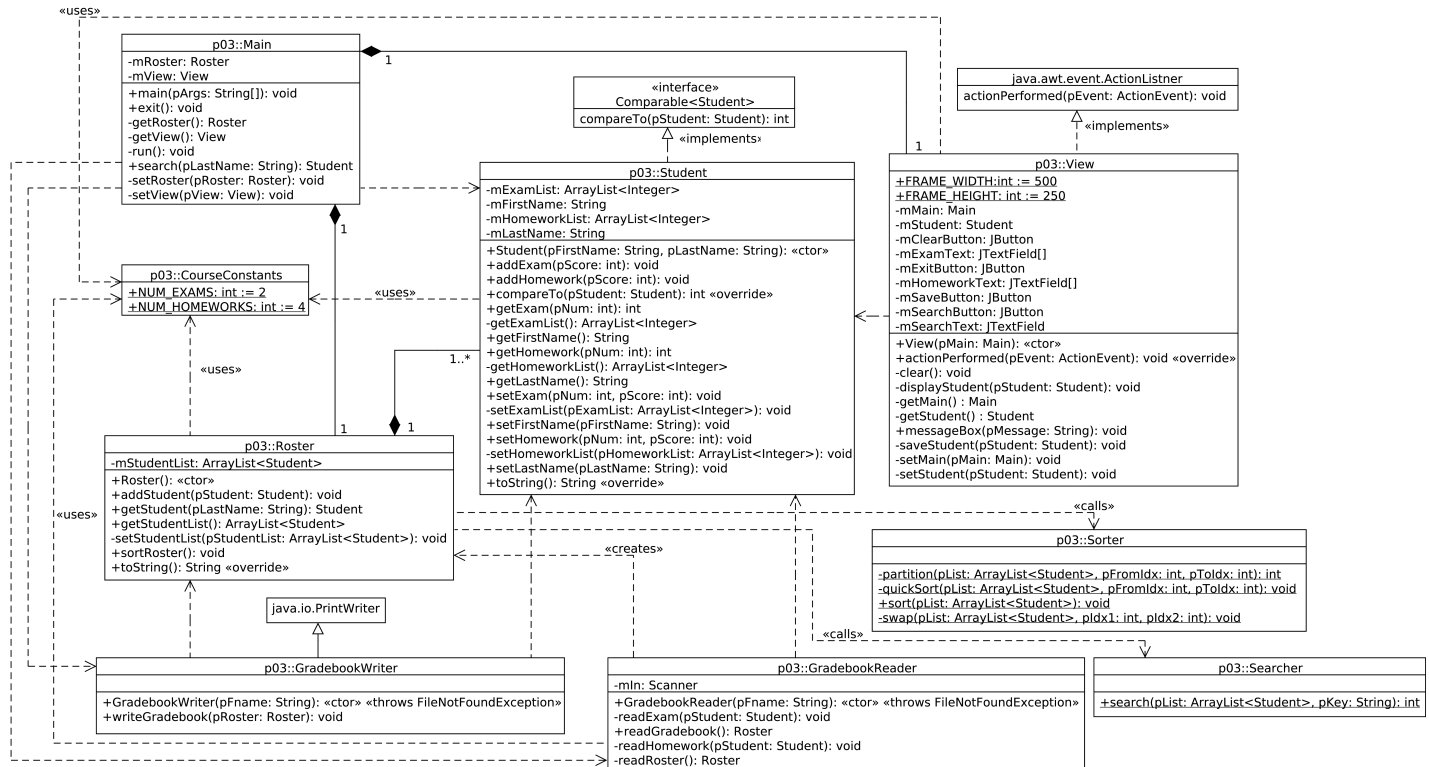 «uses»
p03::Main
-mRoster: Roster
-mView: View
+main(pArgs: String[]): void
+exit(): void
-getRoster(): Roster
-getView(): View
-run(): void
+search(pLastName: String): Student
-setRoster(pRoster: Roster): void
-setView(pView: View): void
1
1
1
1
«interface»
Comparable<Student>
compareTo(pStudent: Student): int
«implements»
java.awt.event.ActionListner
actionPerformed(pEvent: ActionEvent): void
«implements»
p03::Student
-mExamList: ArrayList<Integer>
-mFirstName: String
-mHomeworkList: ArrayList<Integer>
-mLastName: String
+Student(pFirstName: String, pLastName: String): «ctor»
+addExam(pScore: int): void
+addHomework(pScore: int): void
+compareTo(pStudent: Student): int «override»
+getExam(pNum: int): int
-getExamList(): ArrayList<Integer>
+getFirstName(): String
+getHomework(pNum: int): int
-getHomeworkList(): ArrayList<Integer>
+getLastName(): String
+setExam(pNum: int, pScore: int): void
-setExamList(pExamList: ArrayList<Integer>): void
+setFirstName(pFirstName: String): void
+setHomework(pNum: int, pScore: int): void
-setHomeworkList(pHomeworkList: ArrayList<Integer>): void
+setLastName(pLastName: String): void
+toString(): String «override»
p03::View
+FRAME_WIDTH:int := 500
+FRAME_HEIGHT: int := 250
-mMain: Main
-mStudent: Student
-mClearButton: JButton
-mExamText: JTextField[]
-mExitButton: JButton
-mHomeworkText: JTextField[]
-mSaveButton: JButton
-mSearchButton: JButton
-mSearchText: JTextField
+View(pMain: Main): «ctor»
+actionPerformed(pEvent: ActionEvent): void «override»
-clear(): void
-displayStudent(pStudent: Student): void
-getMain() : Main
-getStudent() : Student
+messageBox(pMessage: String): void
-saveStudent(pStudent: Student): void
-setMain(pMain: Main): void
-setStudent(pStudent: Student): void
p03::CourseConstants
+NUM_EXAMS: int := 2
+NUM_HOMEWORKS: int := 4
«uses»
«uses»
1..*
1
p03::Roster
-mStudentList: ArrayList<Student>
+Roster(): «ctor»
+addStudent(pStudent: Student): void
+getStudent(pLastName: String): Student
+getStudentList(): ArrayList<Student>
-setStudentList(pStudentList: ArrayList<Student>): void
+sortRoster(): void
+toString(): String «override»
«uses»
«calls»
«creates»
p03::Sorter
-partition(pList: ArrayList<Student>, pFromIdx: int, pToIdx: int): int
-quickSort(pList: ArrayList<Student>, pFromIdx: int, pToIdx: int): void
+sort(pList: ArrayList<Student>): void
-swap(pList: ArrayList<Student>, pIdx1: int, pIdx2: int): void
java.io.PrintWriter
«calls»
p03::GradebookWriter
+GradebookWriter(pFname: String): «ctor» «throws FileNotFoundException»
+writeGradebook(pRoster: Roster): void
p03::GradebookReader
-mIn: Scanner
+GradebookReader(pFname: String): «ctor» «throws FileNotFoundException»
-readExam(pStudent: Student): void
+readGradebook(): Roster
-readHomework(pStudent: Student): void
-readRoster(): Roster
p03::Searcher
+search(pList: ArrayList<Student>, pKey: String): int